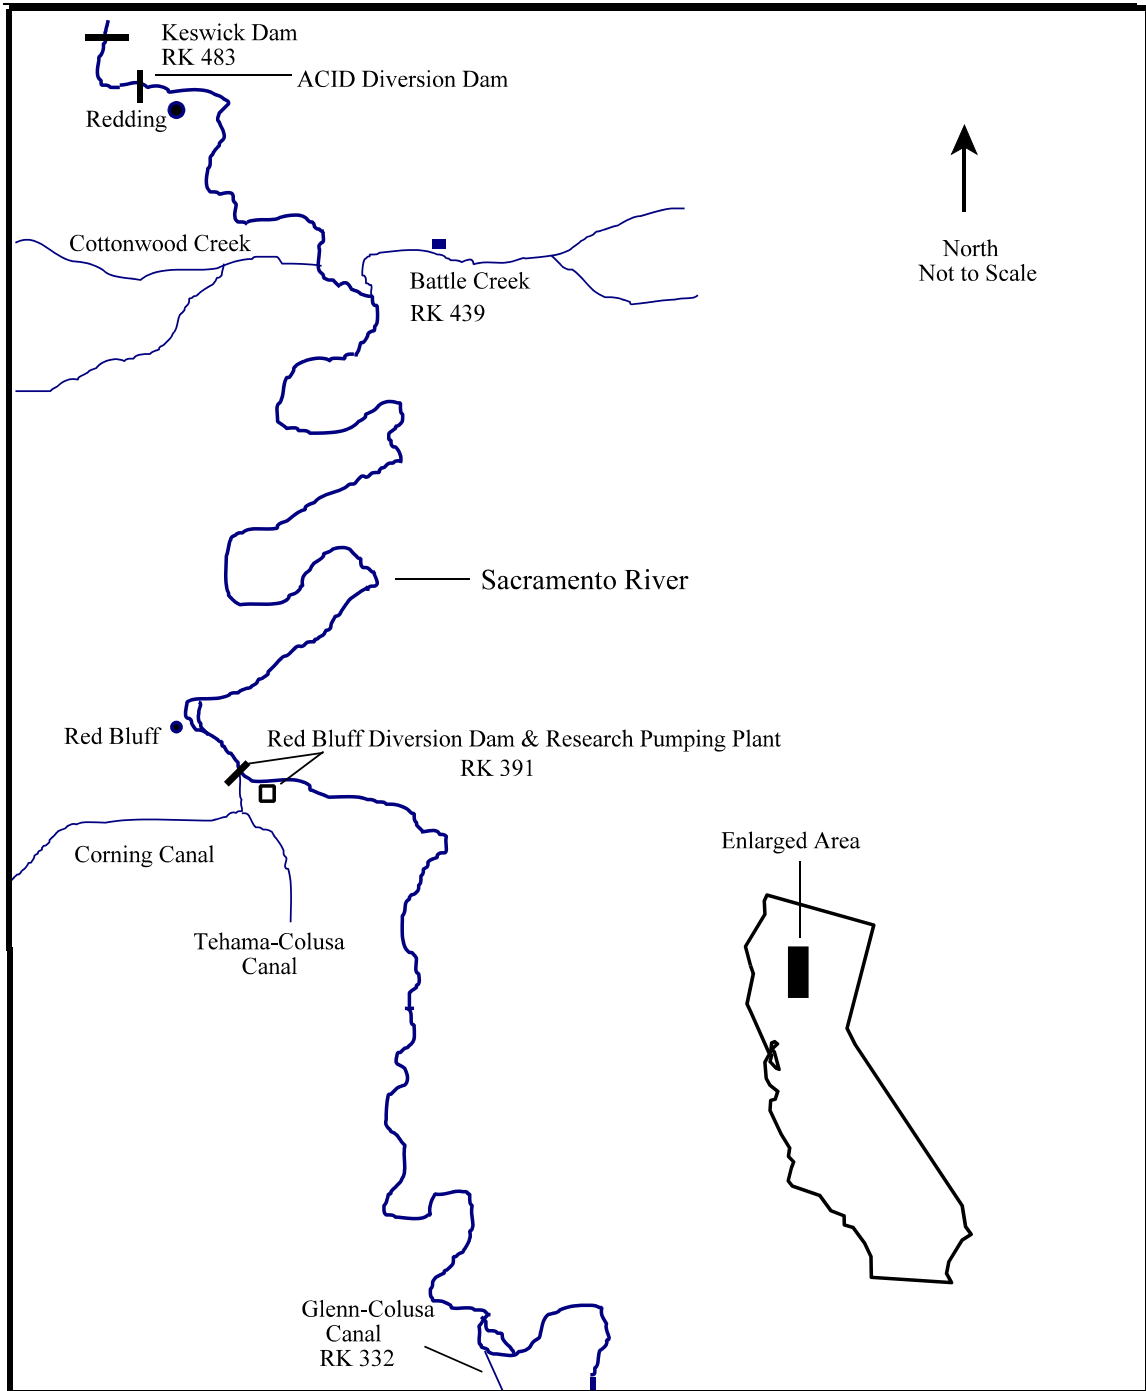 Keswick Dam
RK 483
ACID Diversion Dam
Redding
Cottonwood Creek
Battle Creek
RK 439
North
Not to Scale
Sacramento River
Red Bluff
Red Bluff Diversion Dam & Research Pumping Plant
RK 391
Corning Canal
Enlarged Area
Tehama-Colusa
Canal
Glenn-Colusa
Canal
RK 332